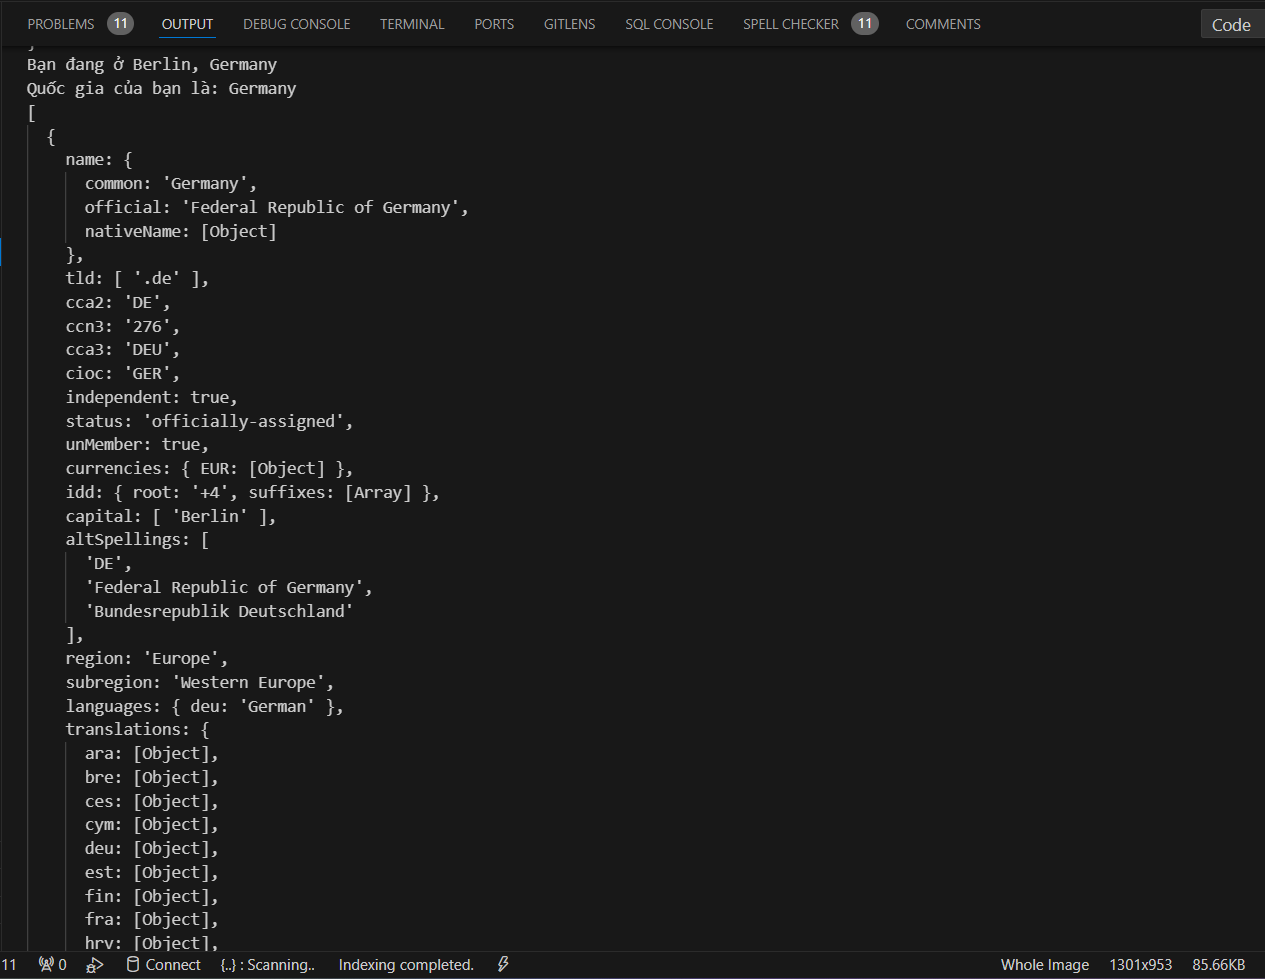 PROBLEMS 11 OUTPUT DEBUG CONSOLE TERMINAL PORTS GITLENS SQL CONSOLE SPELL CHECKER 11 COMMENTS Code
}
Bạn đang ở Berlin, Germany
Quốc gia của bạn là: Germany
[
  {
    name: {
      common: 'Germany',
      official: 'Federal Republic of Germany',
      nativeName: [Object]
    },
    tld: [ '.de' ],
    cca2: 'DE',
    ccn3: '276',
    cca3: 'DEU',
    cioc: 'GER',
    independent: true,
    status: 'officially-assigned',
    unMember: true,
    currencies: { EUR: [Object] },
    idd: { root: '+4', suffixes: [Array] },
    capital: [ 'Berlin' ],
    altSpellings: [
      'DE',
      'Federal Republic of Germany',
      'Bundesrepublik Deutschland'
    ],
    region: 'Europe',
    subregion: 'Western Europe',
    languages: { deu: 'German' },
    translations: {
      ara: [Object],
      bre: [Object],
      ces: [Object],
      cym: [Object],
      deu: [Object],
      est: [Object],
      fin: [Object],
      fra: [Object],
      hrv: [Object],
11 0 Connect {..} : Scanning.. Indexing completed. Whole Image 1301x953 85.66KB